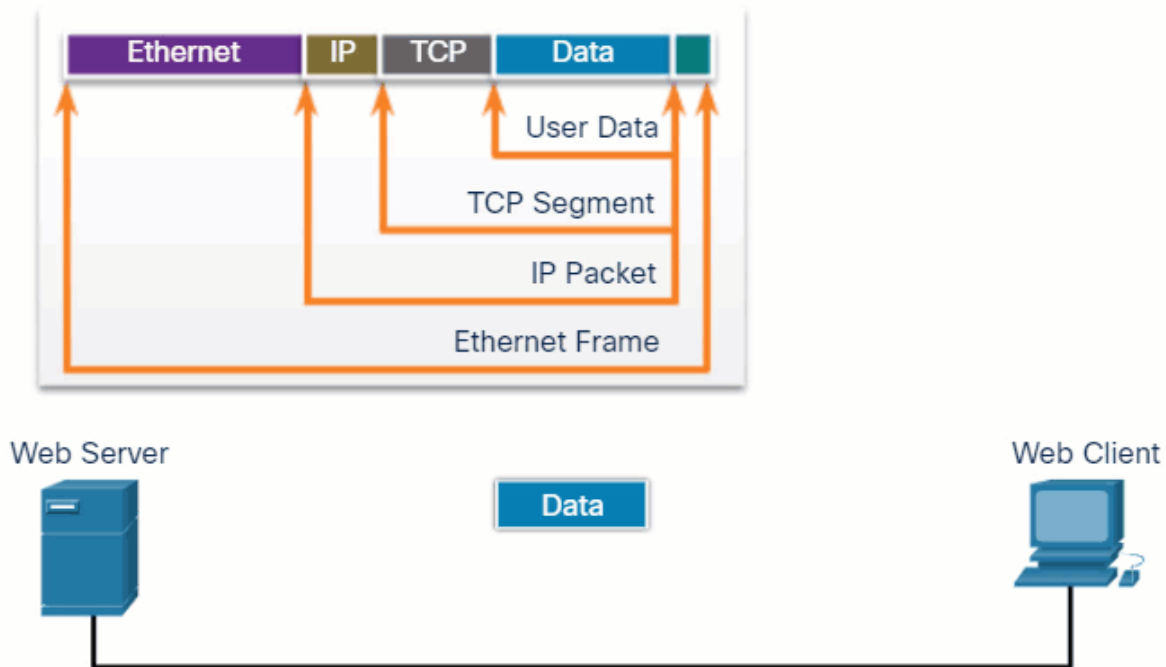 Ethernet IP TCP Data
User Data
TCP Segment
IP Packet
Ethernet Frame
Web Server
Web Client
Data